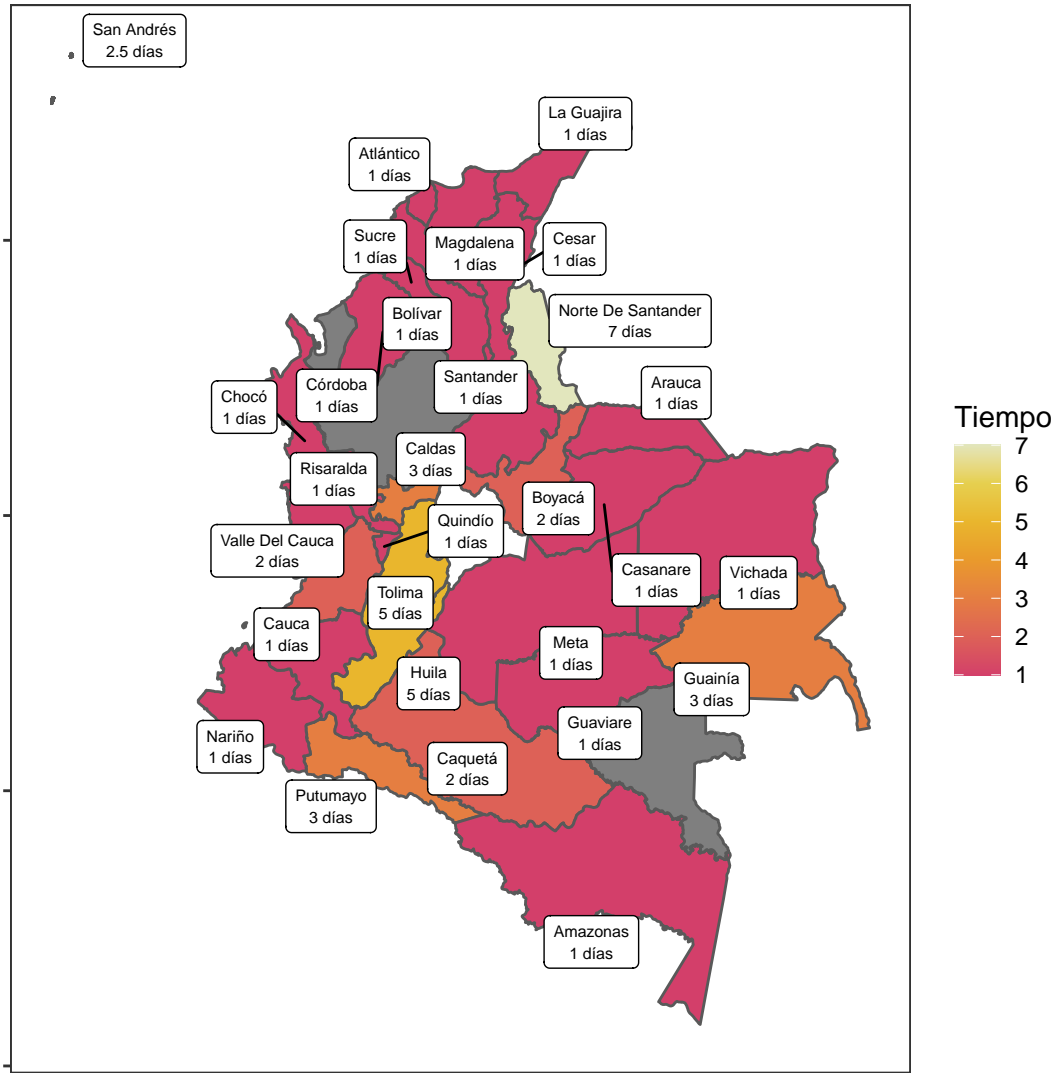 San Andrés
2.5 días
La Guajira
1 días
Atlántico
1 días
Sucre
1 días
Magdalena
1 días
Cesar
1 días
Norte De Santander
7 días
Bolívar
1 días
Santander
1 días
Arauca
1 días
Córdoba
1 días
Chocó
1 días
Caldas
3 días
Risaralda
1 días
Boyacá
2 días
Quindío
1 días
Valle Del Cauca
2 días
Casanare
1 días
Vichada
1 días
Tolima
5 días
Cauca
1 días
Meta
1 días
Huila
5 días
Guainía
3 días
Guaviare
1 días
Nariño
1 días
Caquetá
2 días
Putumayo
3 días
Amazonas
1 días
Tiempo
7
6
5
4
3
2
1